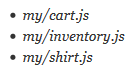 • my/cart.js
• my/inventory.js
• my/shirt.js